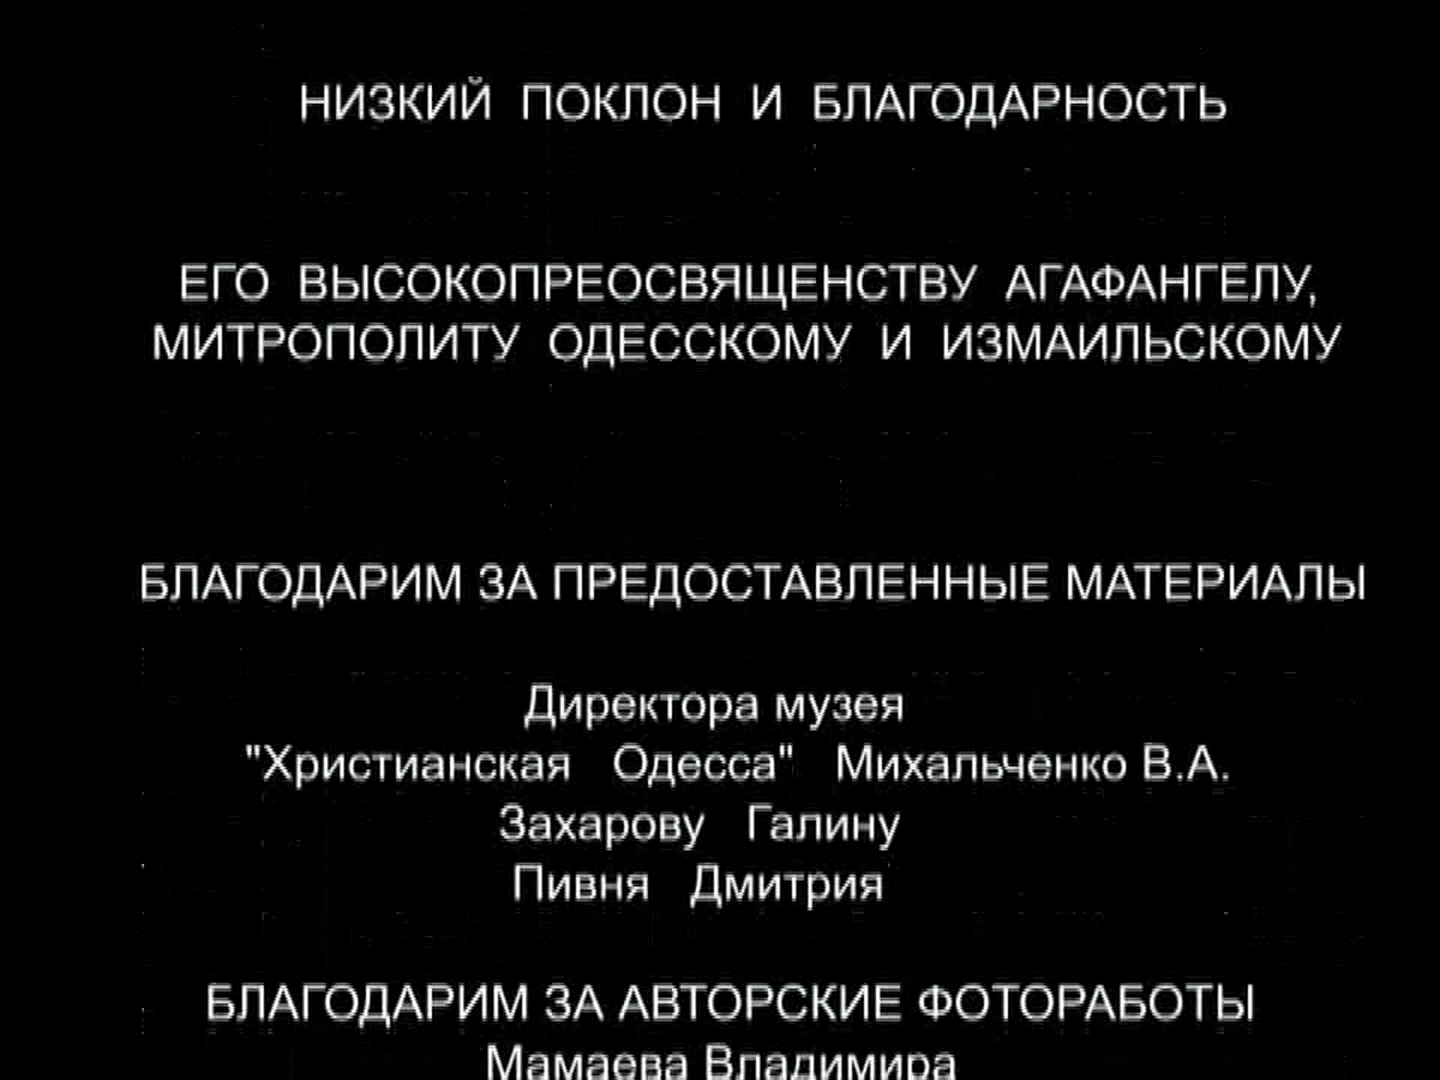 НИЗКИЙ ПОКЛОН И БЛАГОДАРНОСТЬ
ЕГО ВЫСОКОПРЕОСВЯЩЕНСТВУ АГАФАНГЕЛУ,
МИТРОПОЛИТУ ОДЕССКОМУ И ИЗМАИЛЬСКОМУ
БЛАГОДАРИМ ЗА ПРЕДОСТАВЛЕННЫЕ МАТЕРИАЛЫ
Директора музея
"Христианская Одесса" Михальченко В.А.
Захарову Галину
Пивня Дмитрия
БЛАГОДАРИМ ЗА АВТОРСКИЕ ФОТОРАБОТЫ
Мамаева Владимира